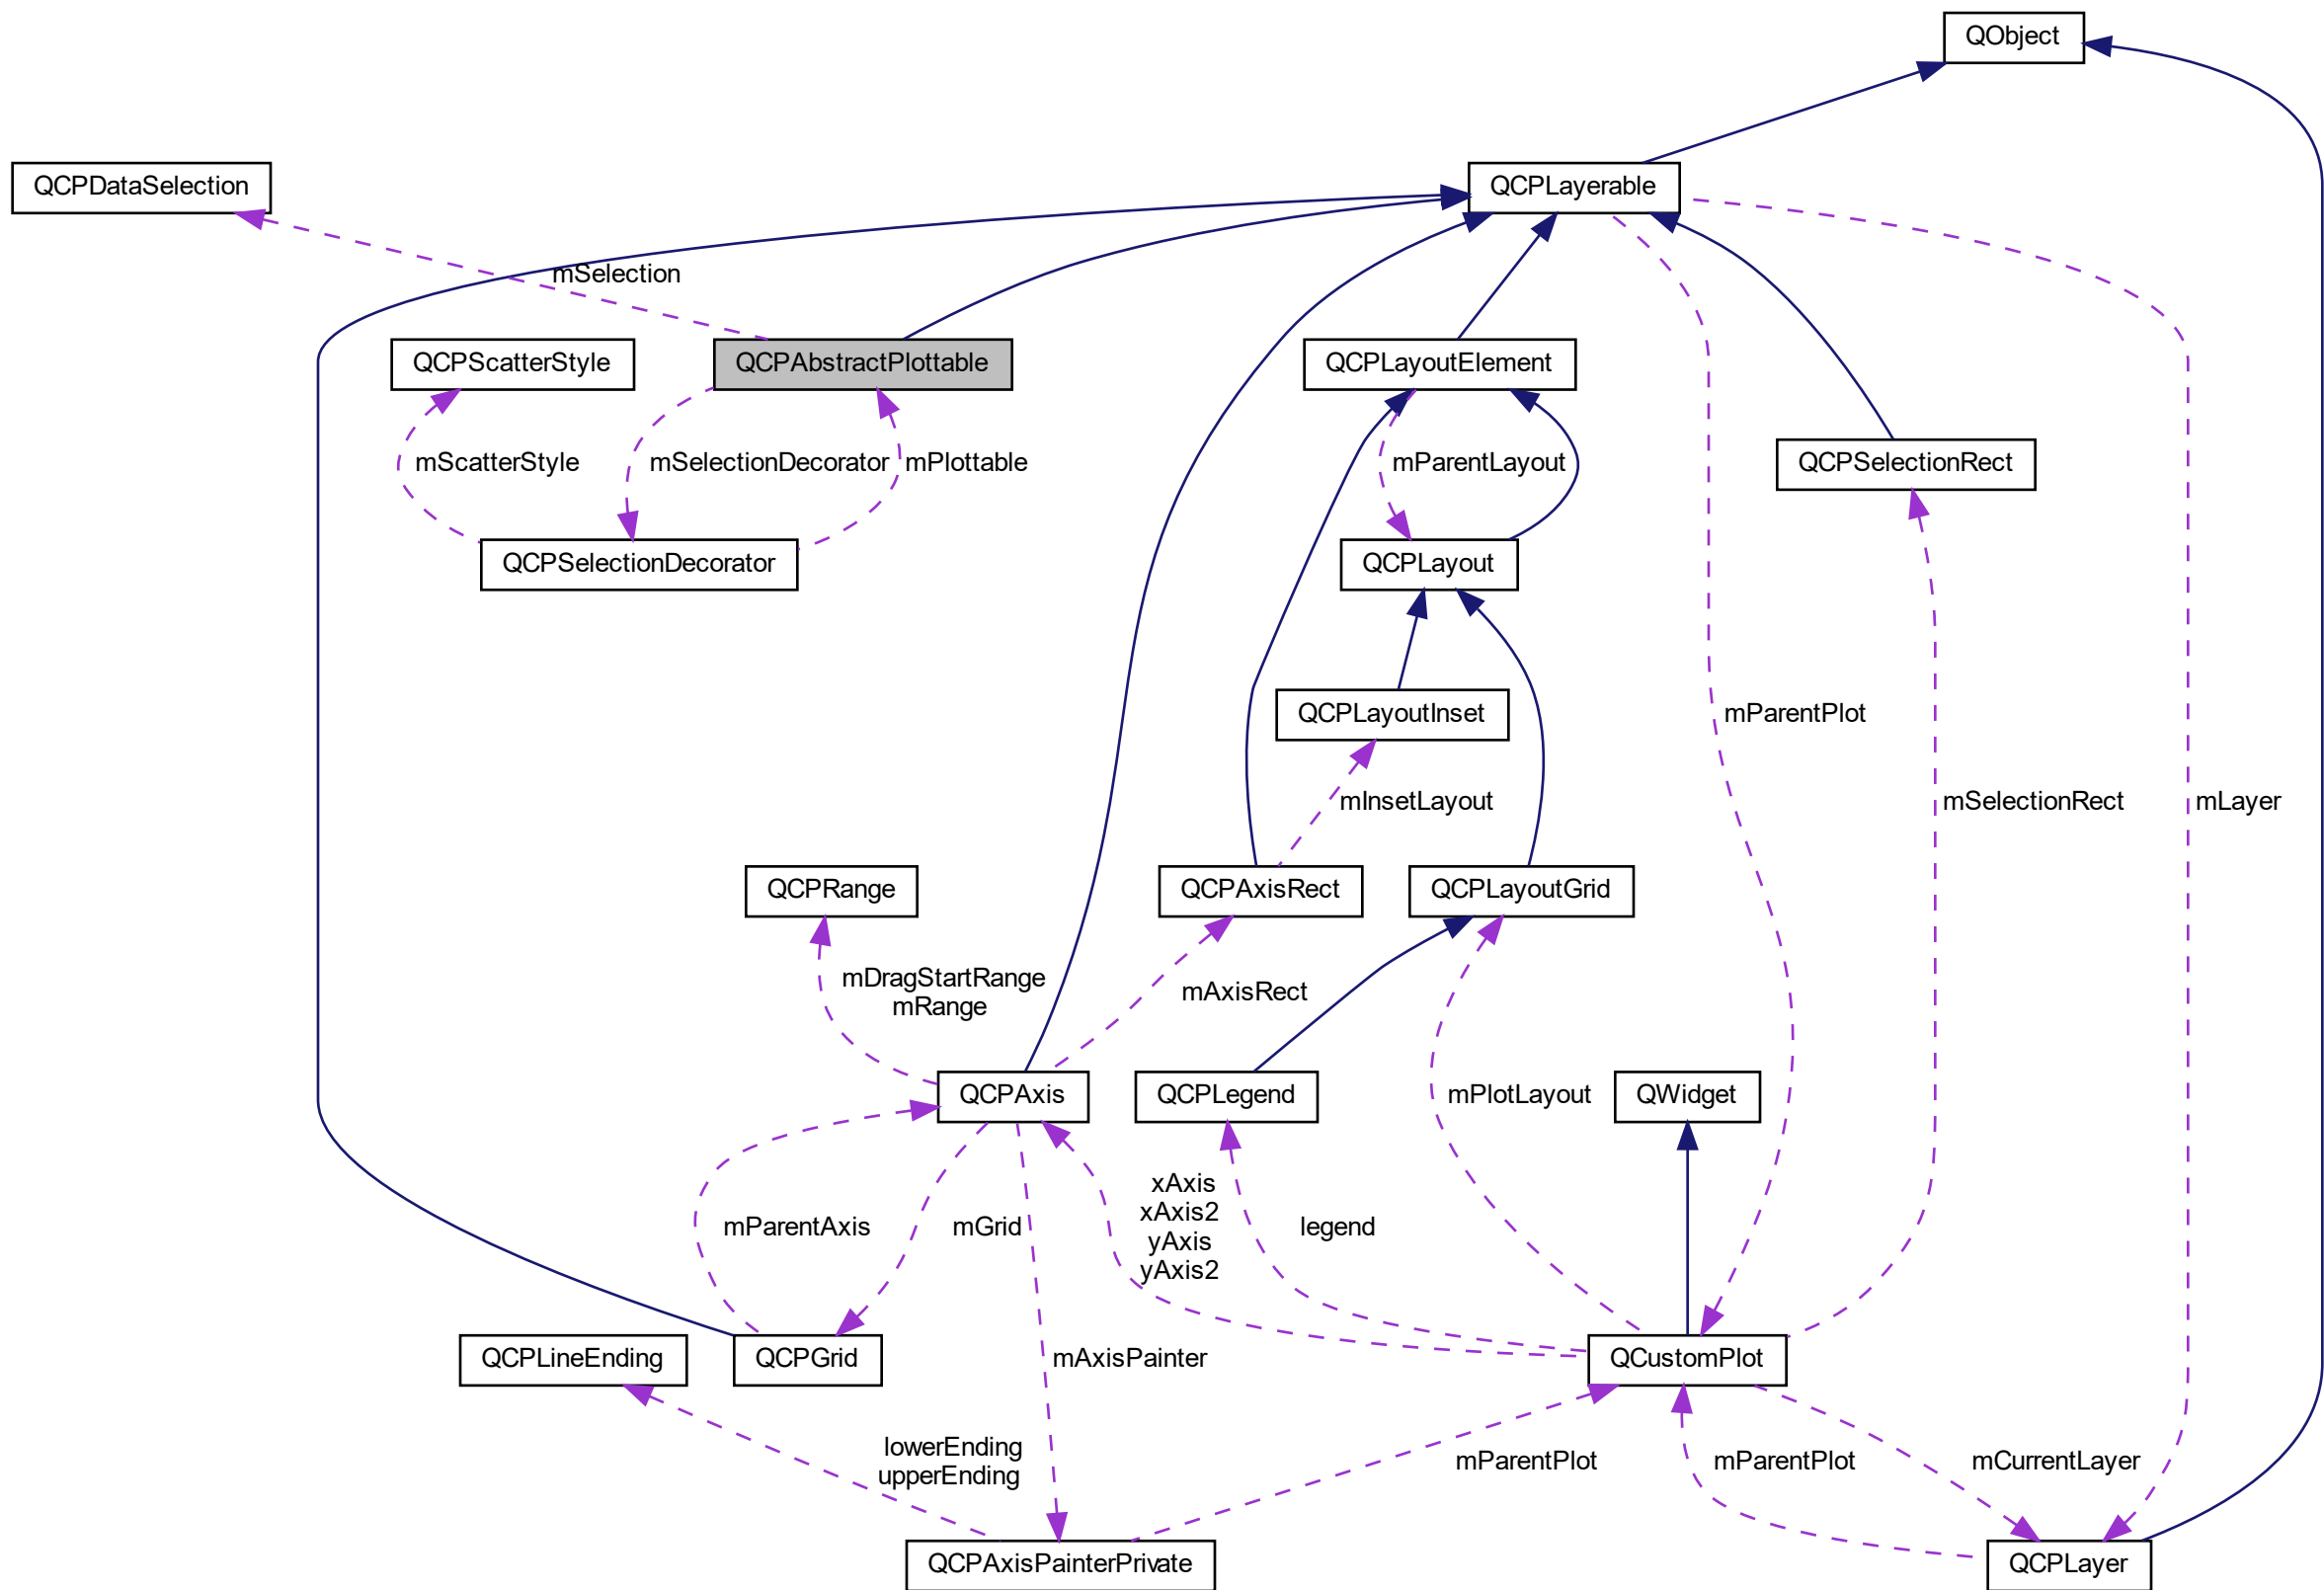 QObject
QCPDataSelection
QCPLayerable
mSelection
QCPScatterStyle
QCPAbstractPlottable
QCPLayoutElement
mScatterStyle
mSelectionDecorator
mPlottable
mParentLayout
QCPSelectionRect
QCPSelectionDecorator
QCPLayout
QCPLayoutInset
mParentPlot
mInsetLayout
mSelectionRect
mLayer
QCPRange
QCPAxisRect
QCPLayoutGrid
mDragStartRange
mRange
mAxisRect
QCPAxis
QCPLegend
mPlotLayout
QWidget
xAxis
xAxis2
yAxis
yAxis2
mParentAxis
mGrid
legend
QCPLineEnding
QCPGrid
mAxisPainter
QCustomPlot
lowerEnding
upperEnding
mParentPlot
mParentPlot
mCurrentLayer
QCPAxisPainterPrivate
QCPLayer